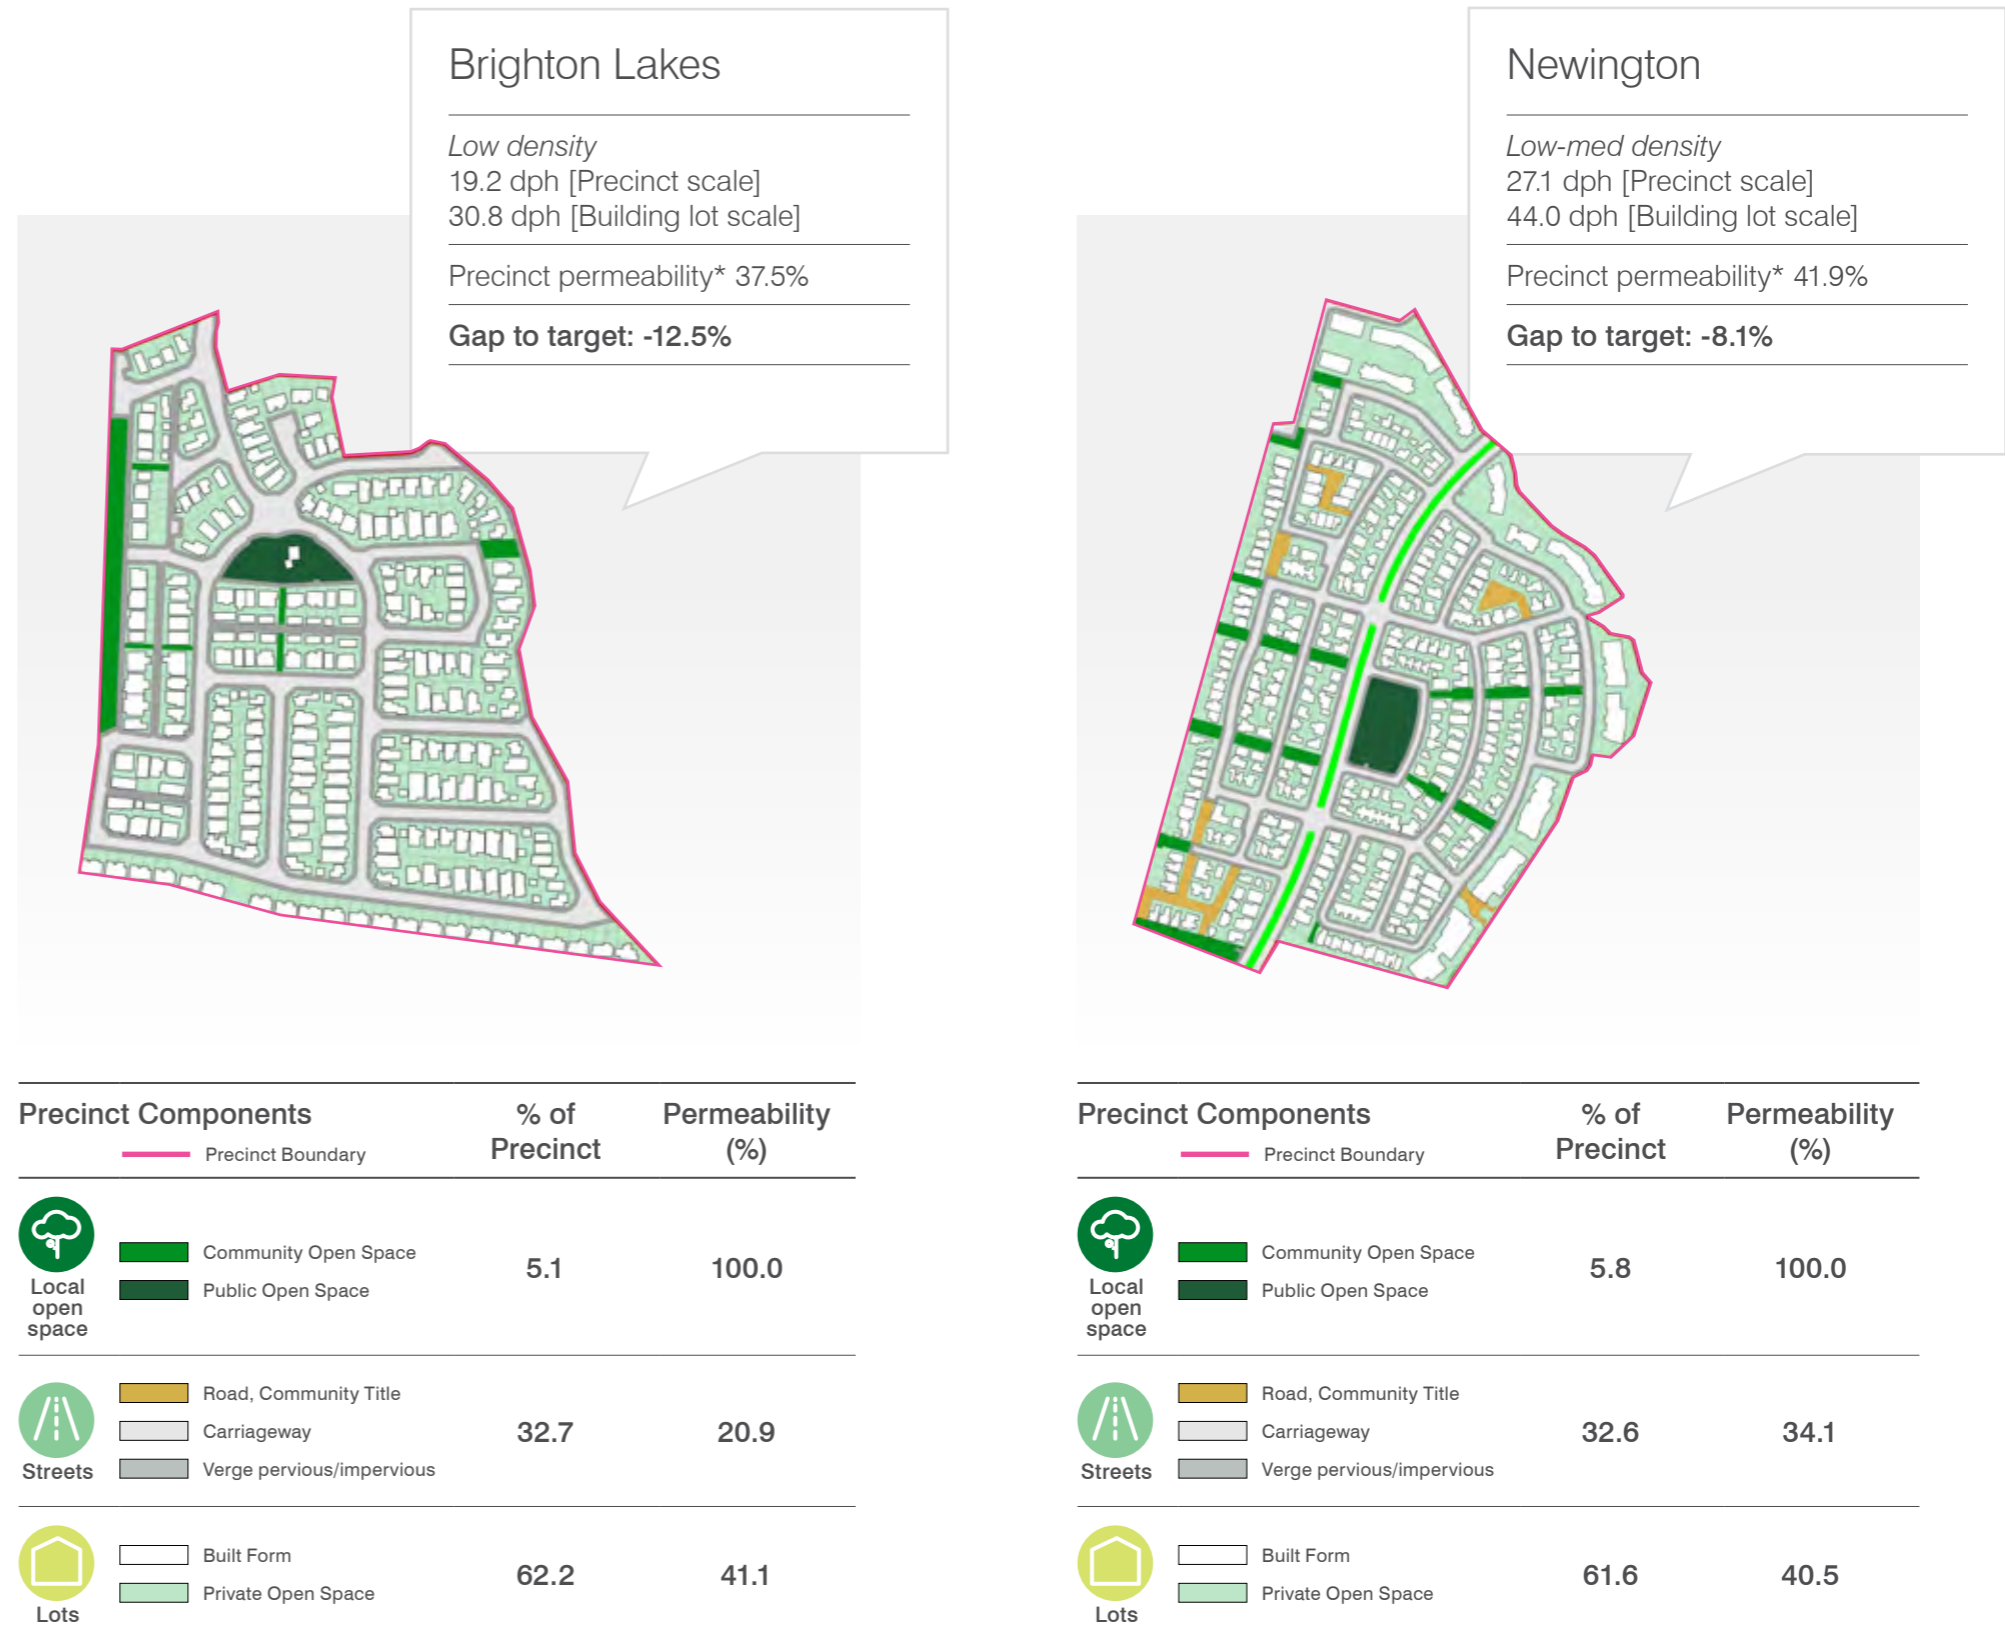 Brighton Lakes
Low density
19.2 dph [Precinct scale]
30.8 dph [Building lot scale]
Precinct permeability* 37.5%
Gap to target: -12.5%
Newington
Low-med density
27.1 dph [Precinct scale]
44.0 dph [Building lot scale]
Precinct permeability* 41.9%
Gap to target: -8.1%
Precinct Components
Precinct Boundary
% of
Precinct
Permeability
(%)
Local
open
space
Community Open Space
Public Open Space
5.1
100.0
Streets
Road, Community Title
Carriageway
Verge pervious/impervious
32.7
20.9
Lots
Built Form
Private Open Space
62.2
41.1
Precinct Components
Precinct Boundary
% of
Precinct
Permeability
(%)
Local
open
space
Community Open Space
Public Open Space
5.8
100.0
Streets
Road, Community Title
Carriageway
Verge pervious/impervious
32.6
34.1
Lots
Built Form
Private Open Space
61.6
40.5